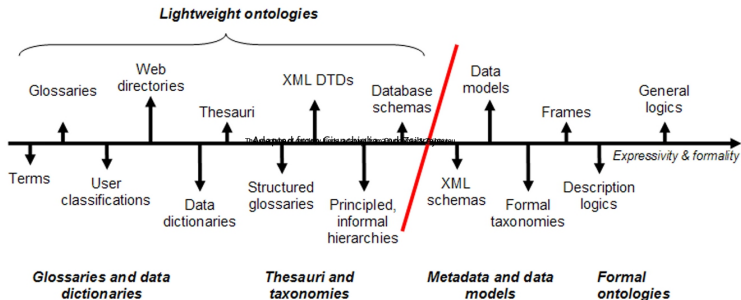 Lightweight ontologies
Glossaries
Web
directories
Thesauri
XML DTDs
Database
schemas
Data
models
Frames
General
logics
Expressivity & formality
Terms
User
classifications
Data
dictionaries
Structured
glossaries
Principled,
informal
hierarchies
XML
schemas
Formal
taxonomies
Description
logics
Glossaries and data
dictionaries
Thesauri and
taxonomies
Metadata and data
models
Formal
ontologies